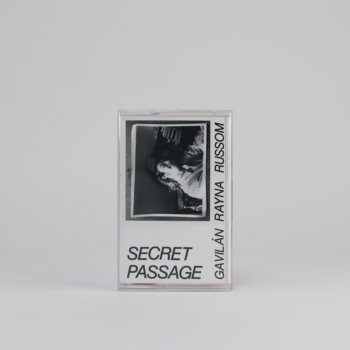 SECRET
PASSAGE
GAVILÁN RAYNA RUSSOM